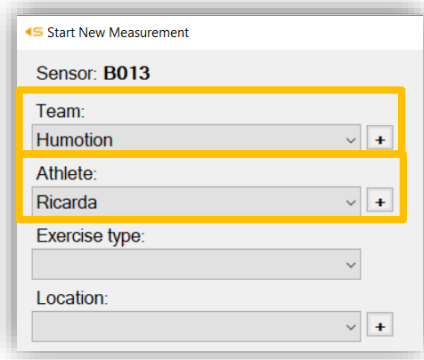 Start New Measurement
Sensor: B013
Team:
Humotion
+
Athlete:
Ricarda
+
Exercise type:
Location:
+